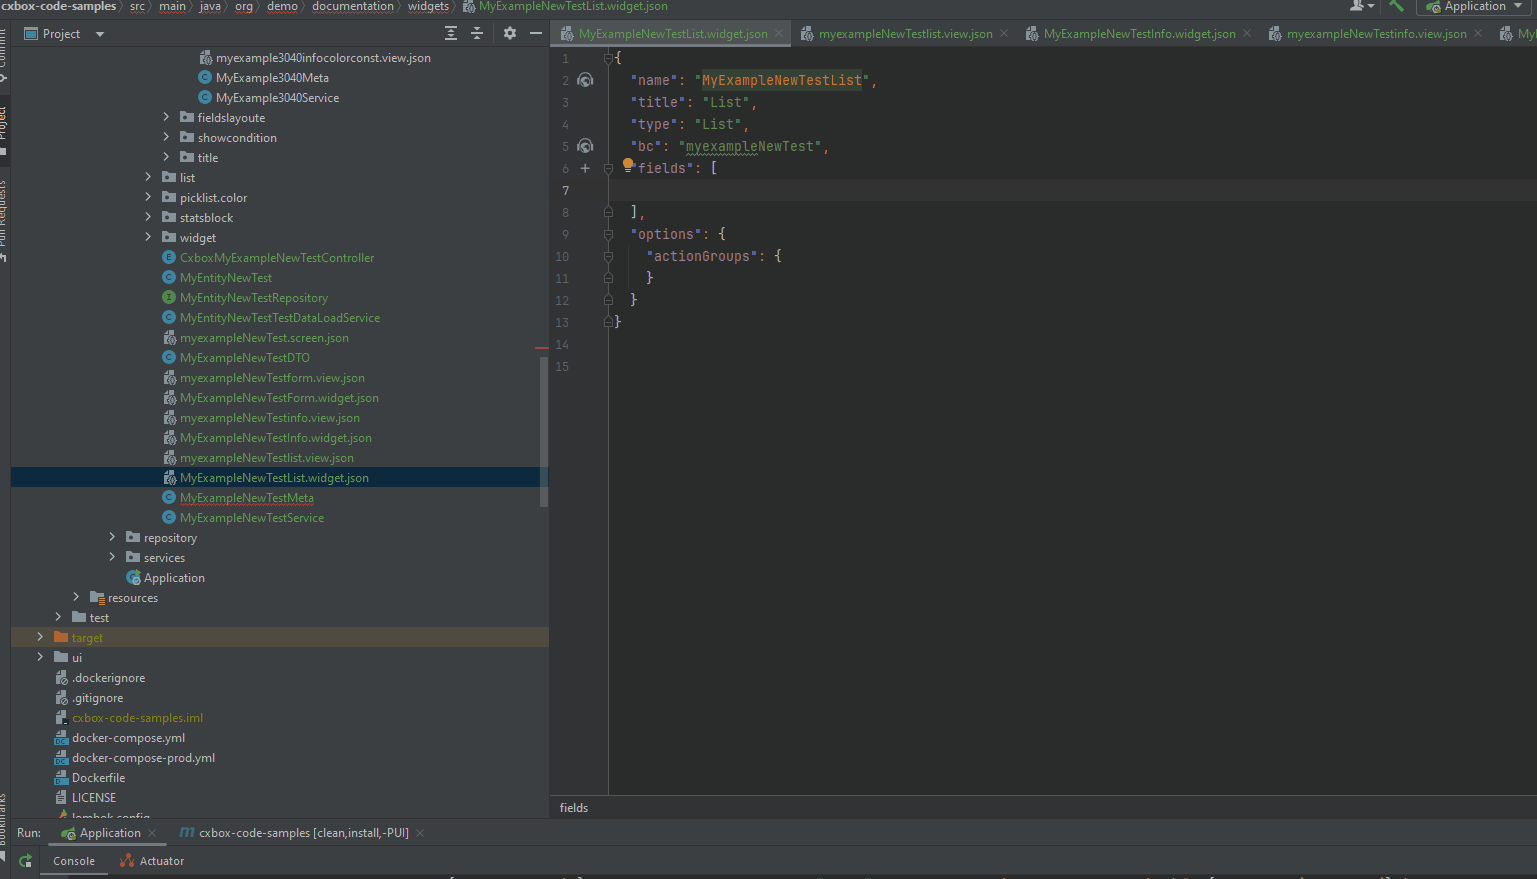 cxbox-code-samples › src › main › java › org › demo › documentation › widgets › MyExampleNewTestList.widget.json
Application
Project
MyExampleNewTestList.widget.json
myexampleNewTestlist.view.json
MyExampleNewTestInfo.widget.json
myexampleNewTestinfo.view.json
Commit
Project
Pull Requests
myexample3040infocolorconst.view.json
MyExample3040Meta
MyExample3040Service
fieldslayoute
showcondition
title
list
picklist.color
statsblock
widget
CxboxMyExampleNewTestController
MyEntityNewTest
MyEntityNewTestRepository
MyEntityNewTestTestDataLoadService
myexampleNewTest.screen.json
MyExampleNewTestDTO
myexampleNewTestform.view.json
MyExampleNewTestForm.widget.json
myexampleNewTestinfo.view.json
MyExampleNewTestInfo.widget.json
myexampleNewTestlist.view.json
MyExampleNewTestList.widget.json
MyExampleNewTestMeta
MyExampleNewTestService
repository
services
Application
resources
test
target
ui
.dockerignore
.gitignore
cxbox-code-samples.iml
docker-compose.yml
docker-compose-prod.yml
Dockerfile
LICENSE
lombok.config
1 {
2 "name": "MyExampleNewTestList",
3 "title": "List",
4 "type": "List",
5 "bc": "myexampleNewTest",
6 "fields": [
7
8 ],
9 "options": {
10 "actionGroups": {
11 }
12 }
13 }
14
15
fields
Run: Application cxbox-code-samples [clean,install,-PUI]
Console Actuator